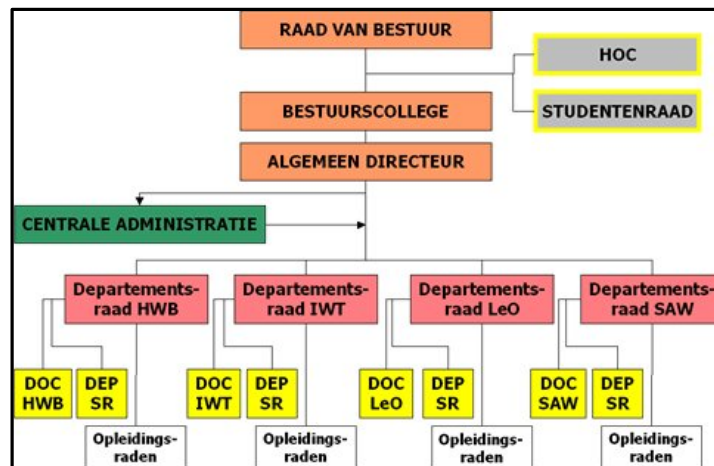 RAAD VAN BESTUUR
HOC
STUDENTENRAAD
BESTUURSCOLLEGE
ALGEMEEN DIRECTEUR
CENTRALE ADMINISTRATIE
Departements-
raad HWB
Departements-
raad IWT
Departements-
raad LeO
Departements-
raad SAW
DOC
HWB
DEP
SR
DOC
IWT
DEP
SR
DOC
LeO
DEP
SR
DOC
SAW
DEP
SR
Opleidings-
raden
Opleidings-
raden
Opleidings-
raden
Opleidings-
raden